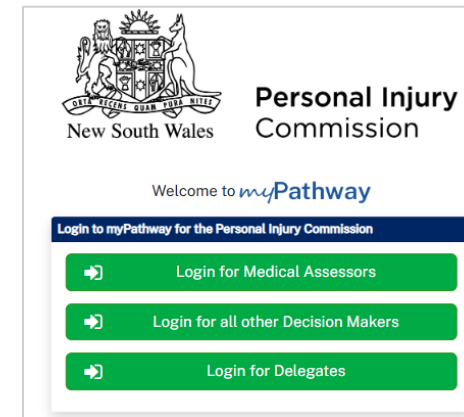 ORTA RECENS QUAM PURA NITES
New South Wales
Personal Injury
Commission
Welcome to myPathway
Login to myPathway for the Personal Injury Commission
Login for Medical Assessors
Login for all other Decision Makers
Login for Delegates